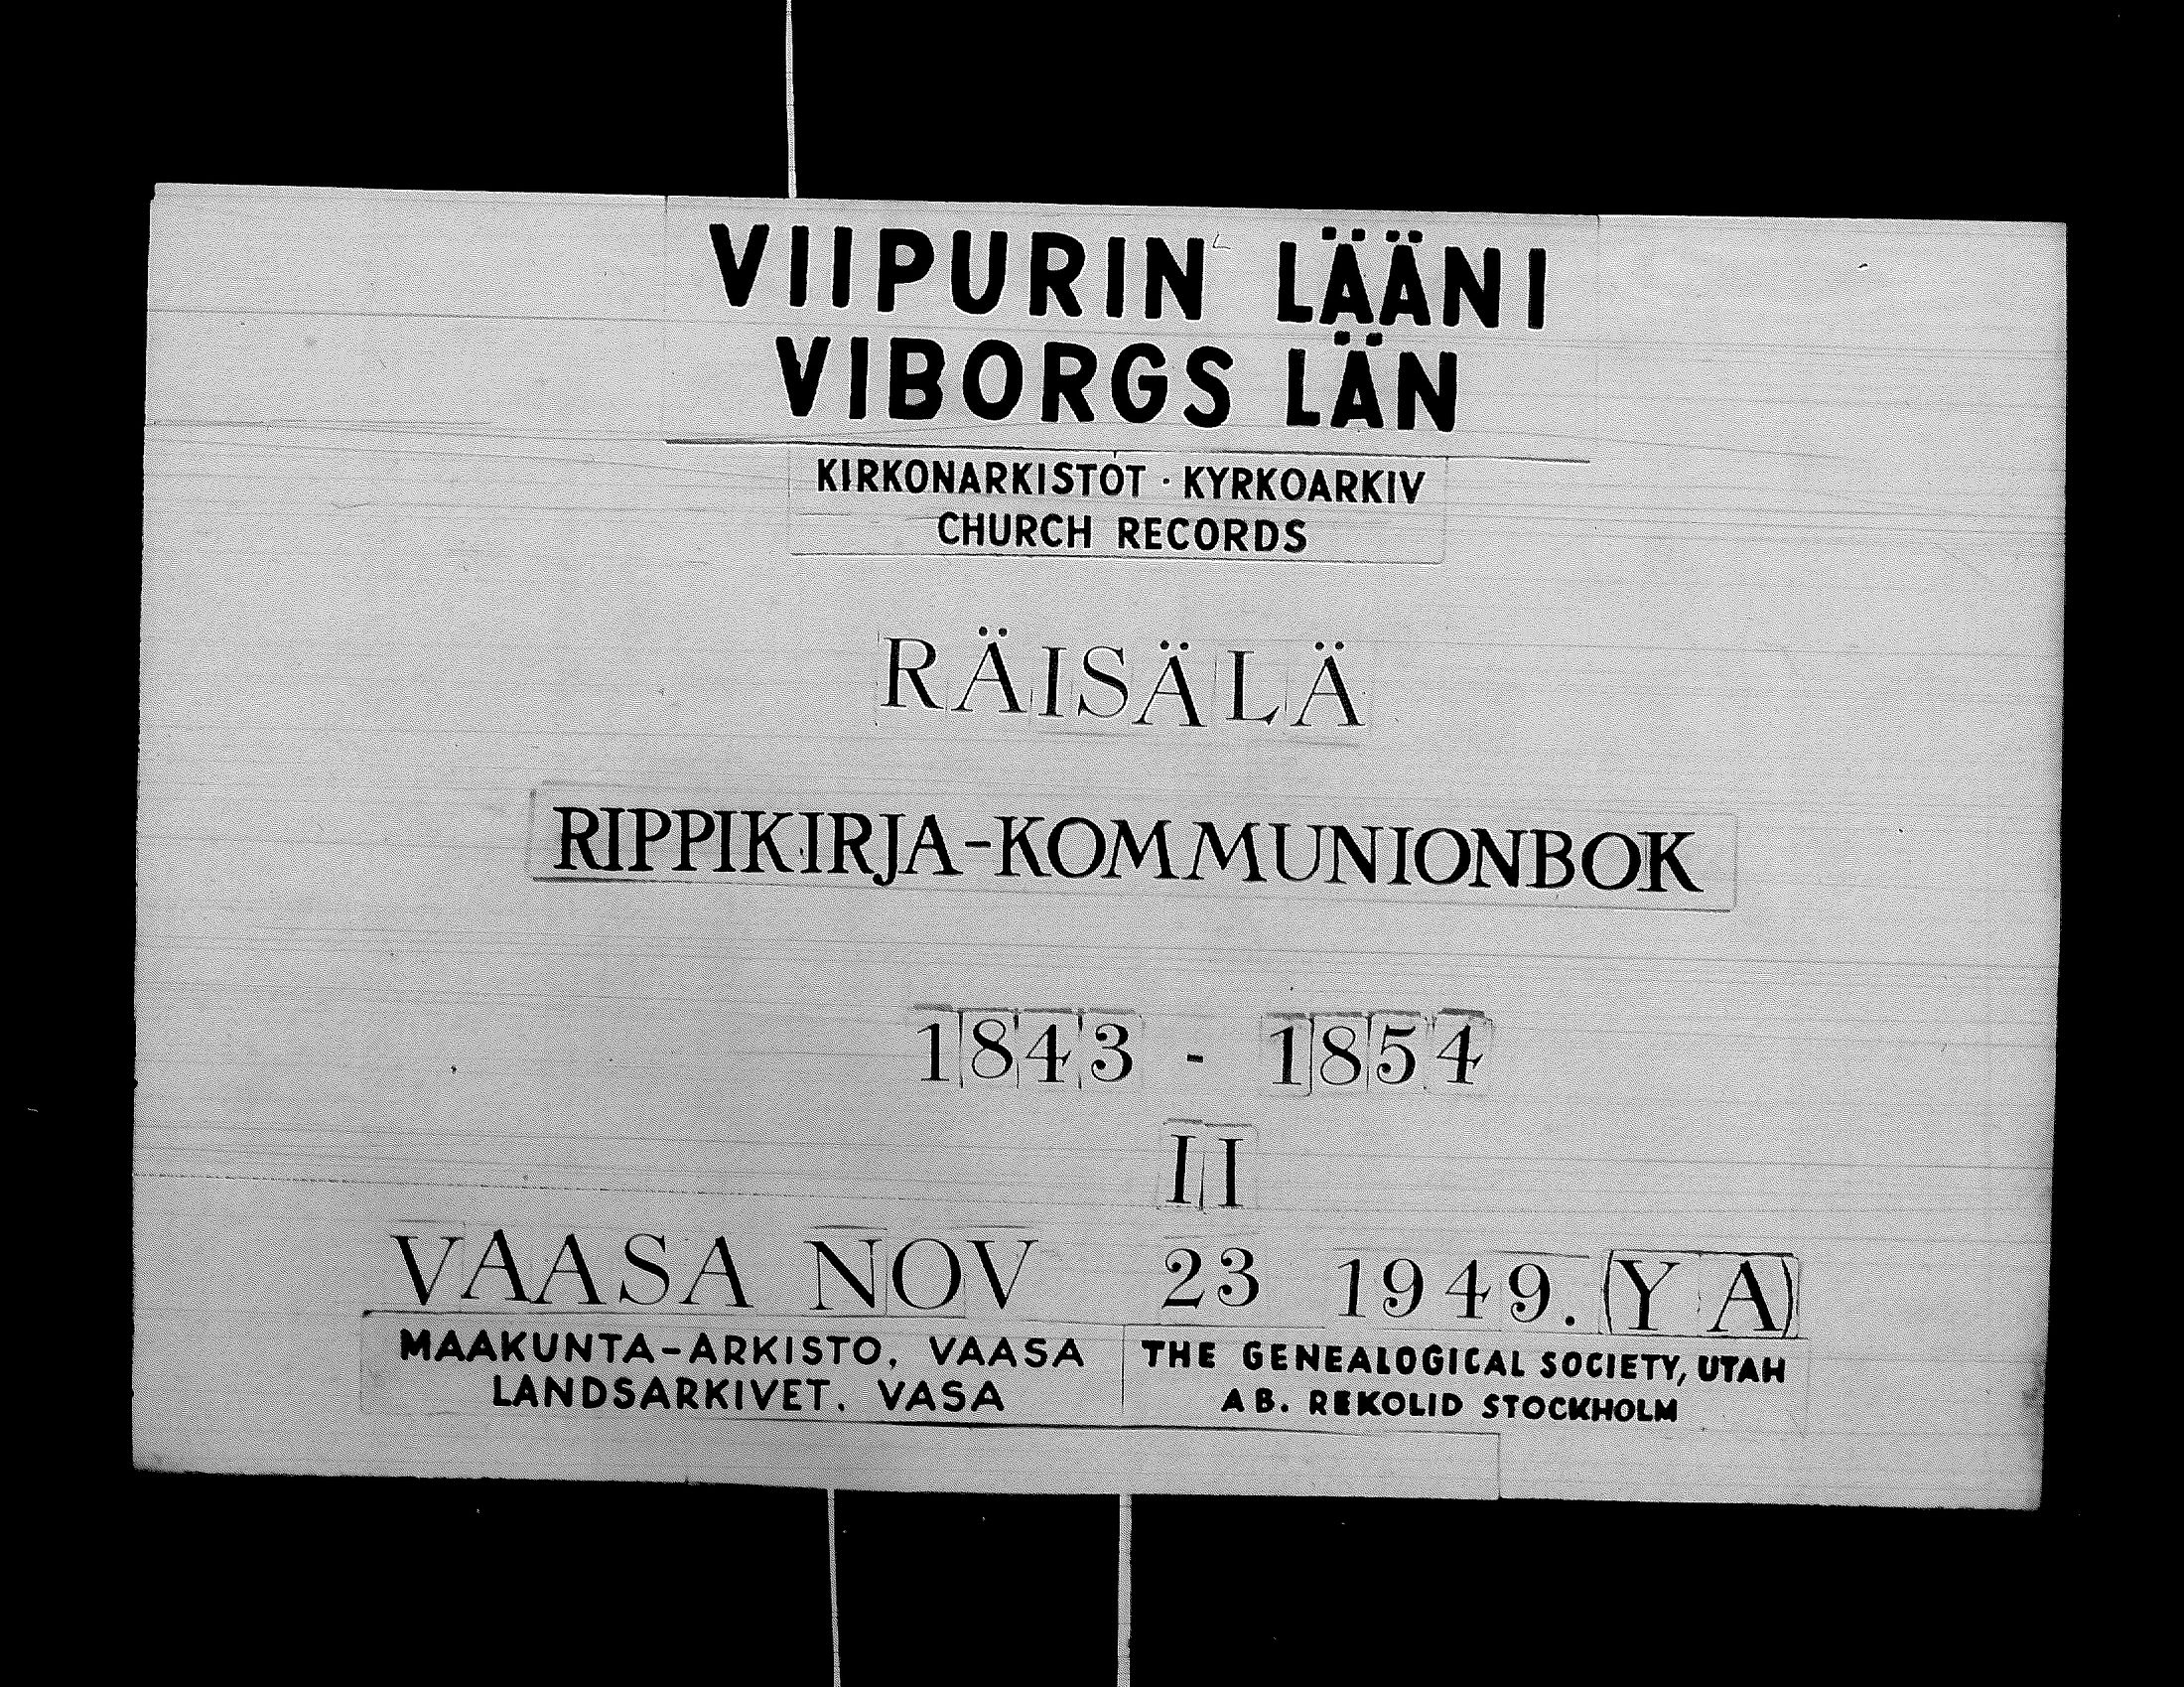 VIIPURIN LÄÄNI
VIBORGS LÄN
KIRKONARKISTOT · KYRKOARKIV
CHURCH RECORDS
RÄISÄLÄ
RIPPIKIRJA-KOMMUNIONBOK
1843 - 1854
II
VAASA NOV 23 1949. (Y A)
MAAKUNTA-ARKISTO, VAASA
LANDSARKIVET. VASA
THE GENEALOGICAL SOCIETY, UTAH
AB. REKOLID STOCKHOLM